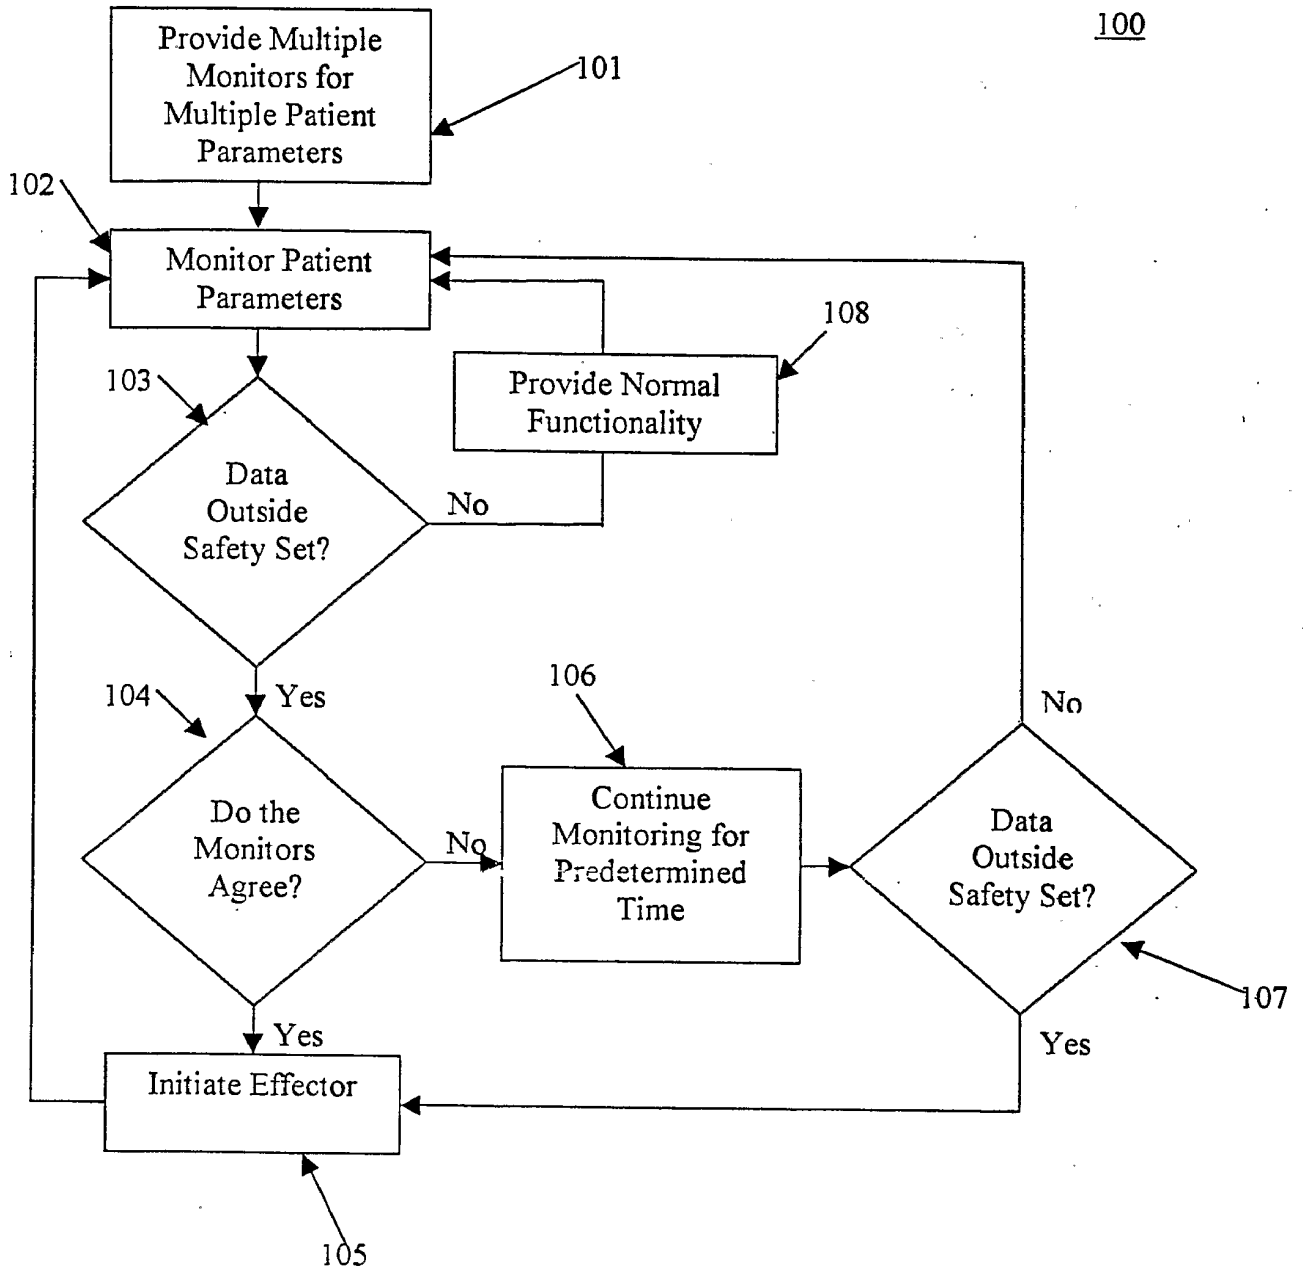 100
Provide Multiple
Monitors for
Multiple Patient
Parameters
101
102
Monitor Patient
Parameters
108
Provide Normal
Functionality
103
Data
Outside
Safety Set?
No
Yes
104
Do the
Monitors
Agree?
No
106
Continue
Monitoring for
Predetermined
Time
No
Data
Outside
Safety Set?
107
Yes
Yes
Initiate Effector
105